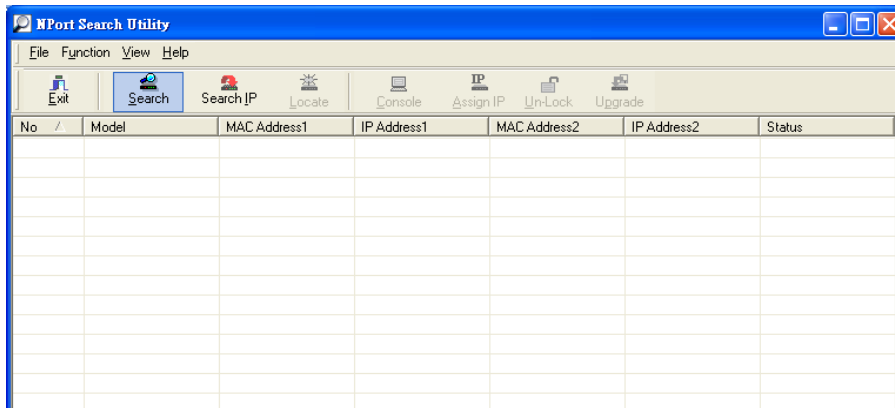 NPort Search Utility
File Function View Help
Exit Search Search IP Locate Console Assign IP Un-Lock Upgrade
No Model MAC Address1 IP Address1 MAC Address2 IP Address2 Status